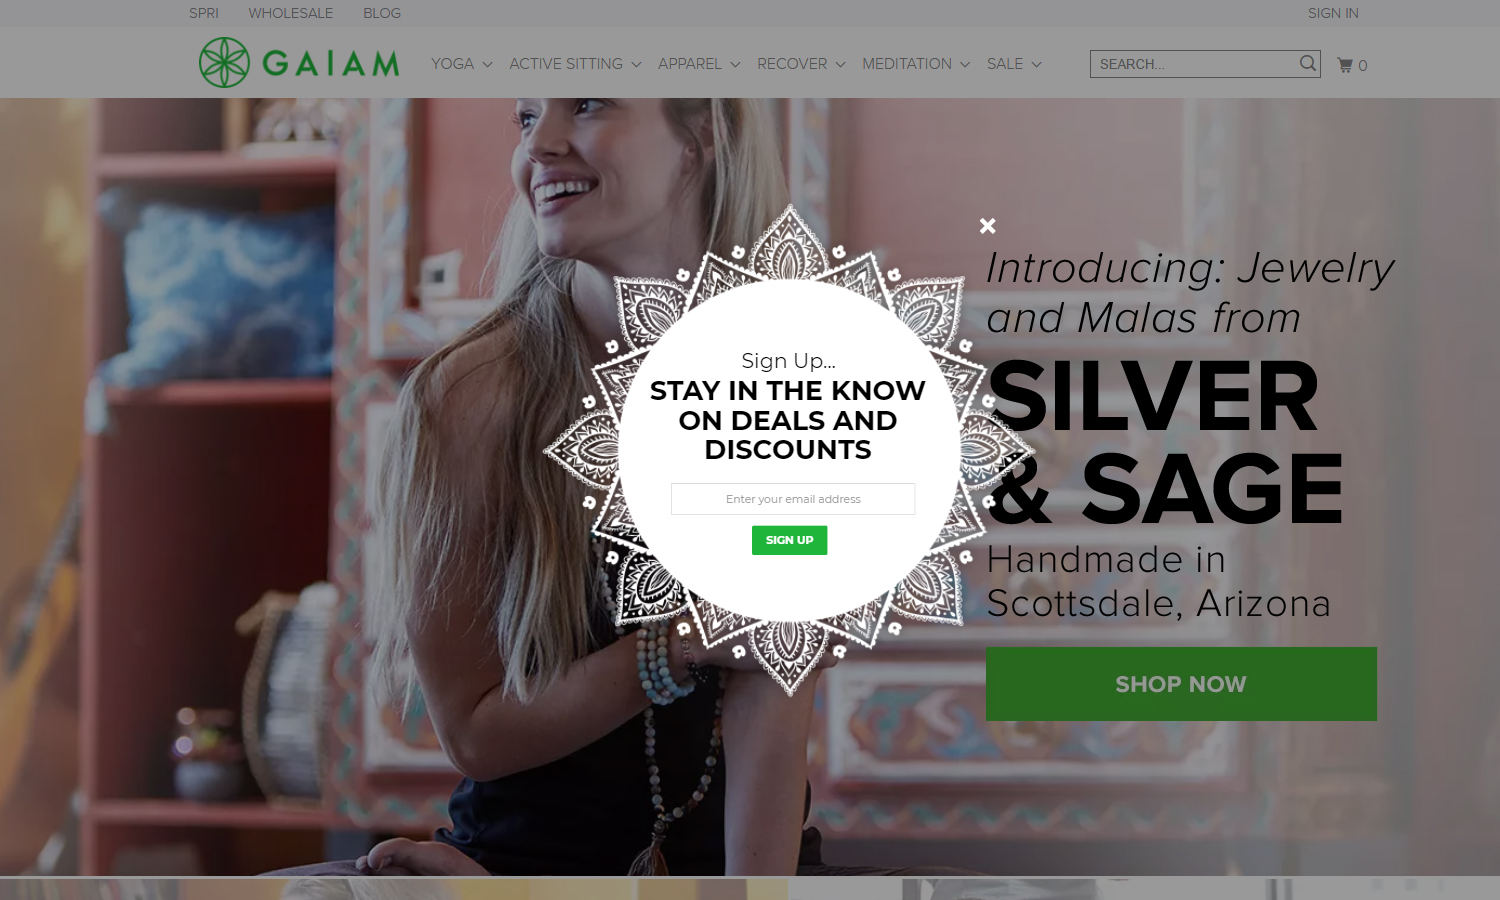 SPRI WHOLESALE BLOG SIGN IN
GAIAM YOGA ACTIVE SITTING APPAREL RECOVER MEDITATION SALE SEARCH... 0
Introducing: Jewelry
and Malas from
SILVER
& SAGE
Handmade in
Scottsdale, Arizona
SHOP NOW
Sign Up...
STAY IN THE KNOW
ON DEALS AND
DISCOUNTS
Enter your email address
SIGN UP